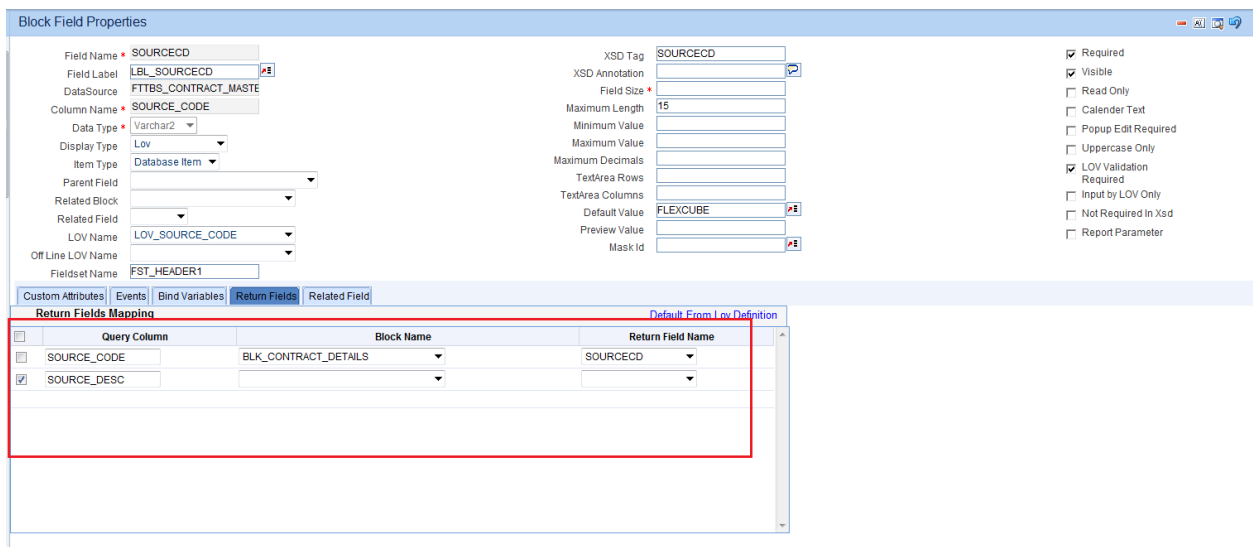 Block Field Properties
Field Name * SOURCECD
Field Label LBL_SOURCECD
DataSource FTTBS_CONTRACT_MASTE
Column Name * SOURCE_CODE
Data Type * Varchar2
Display Type Lov
Item Type Database Item
Parent Field
Related Block
Related Field
LOV Name LOV_SOURCE_CODE
Off Line LOV Name
Fieldset Name FST_HEADER1
XSD Tag SOURCECD
XSD Annotation
Field Size *
Maximum Length 15
Minimum Value
Maximum Value
Maximum Decimals
TextArea Rows
TextArea Columns
Default Value FLEXCUBE
Preview Value
Mask Id
Required
Visible
Read Only
Calender Text
Popup Edit Required
Uppercase Only
LOV Validation
Required
Input by LOV Only
Not Required In Xsd
Report Parameter
Custom Attributes Events Bind Variables Return Fields Related Field
Return Fields Mapping Default From Lov Definition
Query Column Block Name Return Field Name
SOURCE_CODE BLK_CONTRACT_DETAILS SOURCECD
SOURCE_DESC